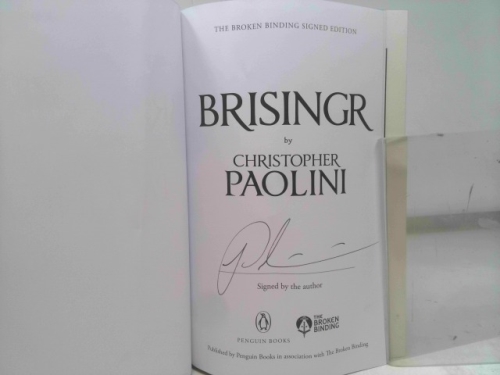 THE BROKEN BINDING SIGNED EDITION
BRISINGR
by
CHRISTOPHER
PAOLINI
Signed by the author
PENGUIN BOOKS
THE
BROKEN
BINDING
Published by Penguin Books in association with The Broken Binding